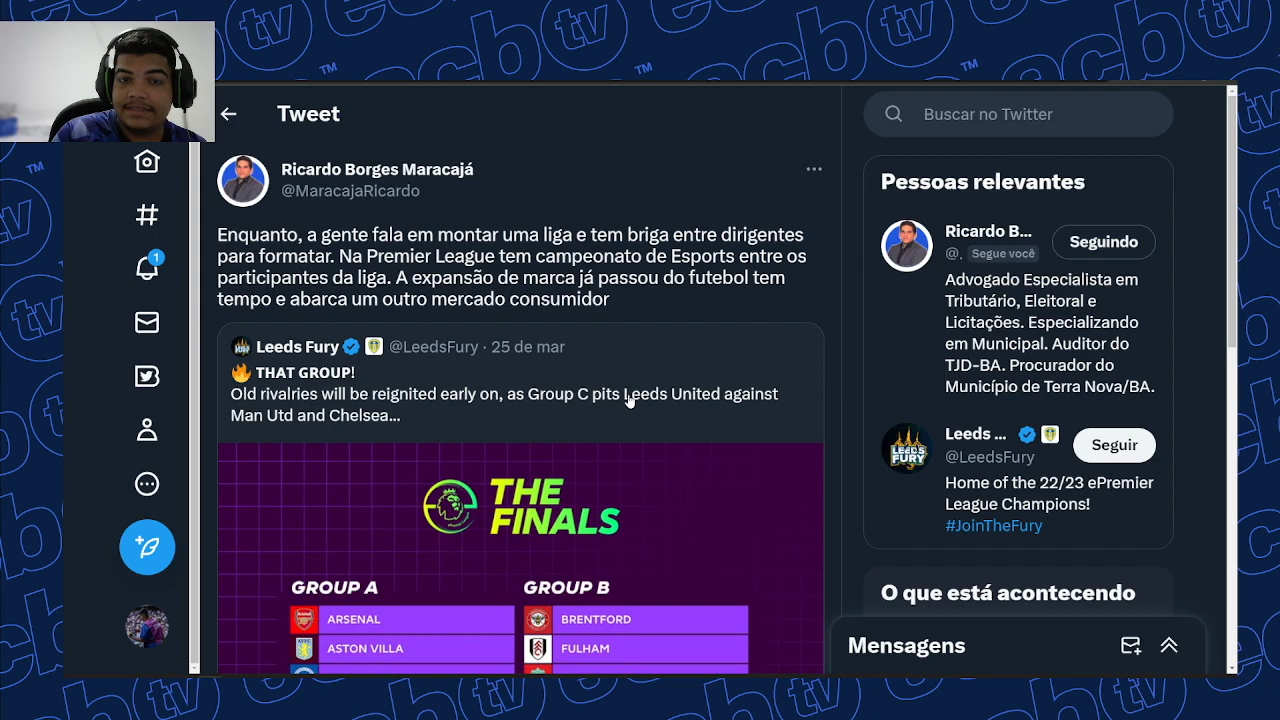 Tweet
Buscar no Twitter
Ricardo Borges Maracajá
@MaracajaRicardo
Enquanto, a gente fala em montar uma liga e tem briga entre dirigentes
para formatar. Na Premier League tem campeonato de Esports entre os
participantes da liga. A expansão de marca já passou do futebol tem
tempo e abarca um outro mercado consumidor
Leeds Fury @LeedsFury · 25 de mar
THAT GROUP!
Old rivalries will be reignited early on, as Group C pits Leeds United against
Man Utd and Chelsea...
THE
FINALS
GROUP A
ARSENAL
ASTON VILLA
GROUP B
BRENTFORD
FULHAM
Pessoas relevantes
Ricardo B...
@. Segue você
Seguindo
Advogado Especialista em
Tributário, Eleitoral e
Licitações. Especializando
em Municipal. Auditor do
TJD-BA. Procurador do
Município de Terra Nova/BA.
Leeds ...
@LeedsFury
Seguir
Home of the 22/23 ePremier
League Champions!
#JoinTheFury
O que está acontecendo
Mensagens
1
ecb tv
TM